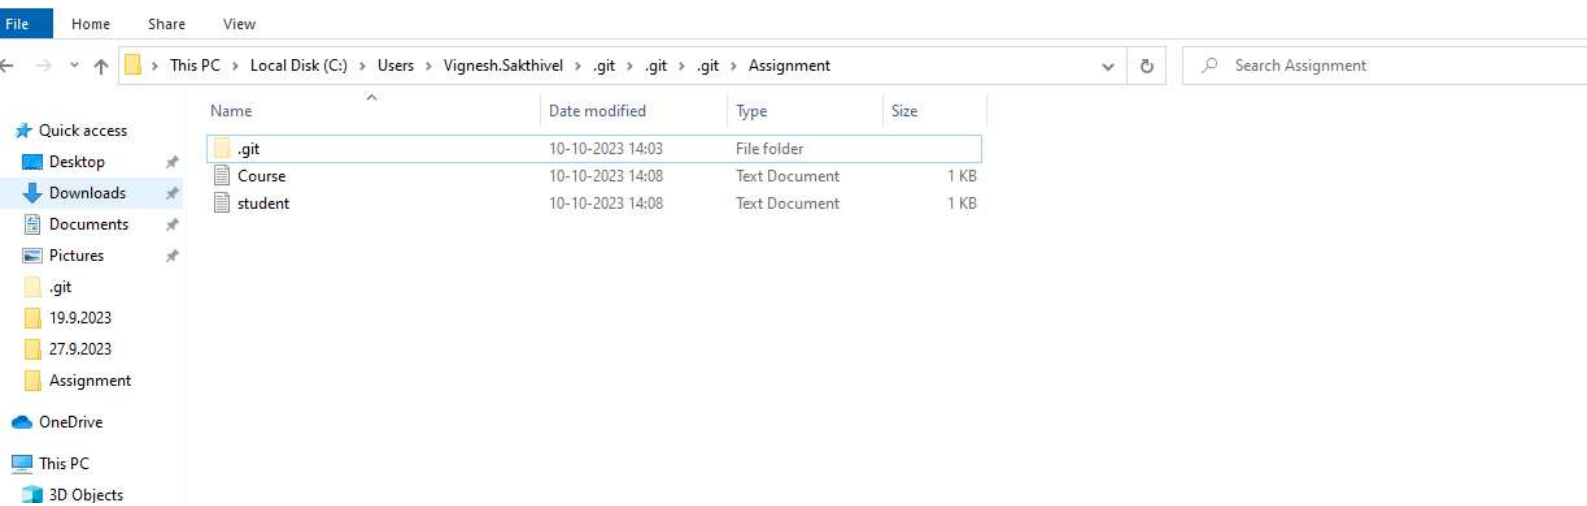 File Home Share View
This PC > Local Disk (C:) > Users > Vignesh.Sakthivel > .git > .git > .git > Assignment
Search Assignment
Name Date modified Type Size
Quick access
Desktop
Downloads
Documents
Pictures
.git
19.9.2023
27.9.2023
Assignment
OneDrive
This PC
3D Objects
.git 10-10-2023 14:03 File folder
Course 10-10-2023 14:08 Text Document 1 KB
student 10-10-2023 14:08 Text Document 1 KB